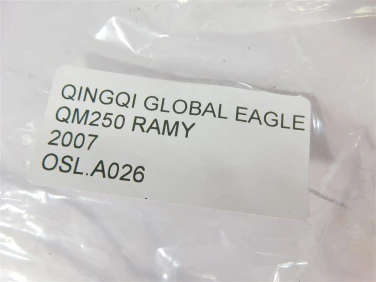 QINGQI GLOBAL EAGLE
QM250 RAMY
2007
OSL.A026